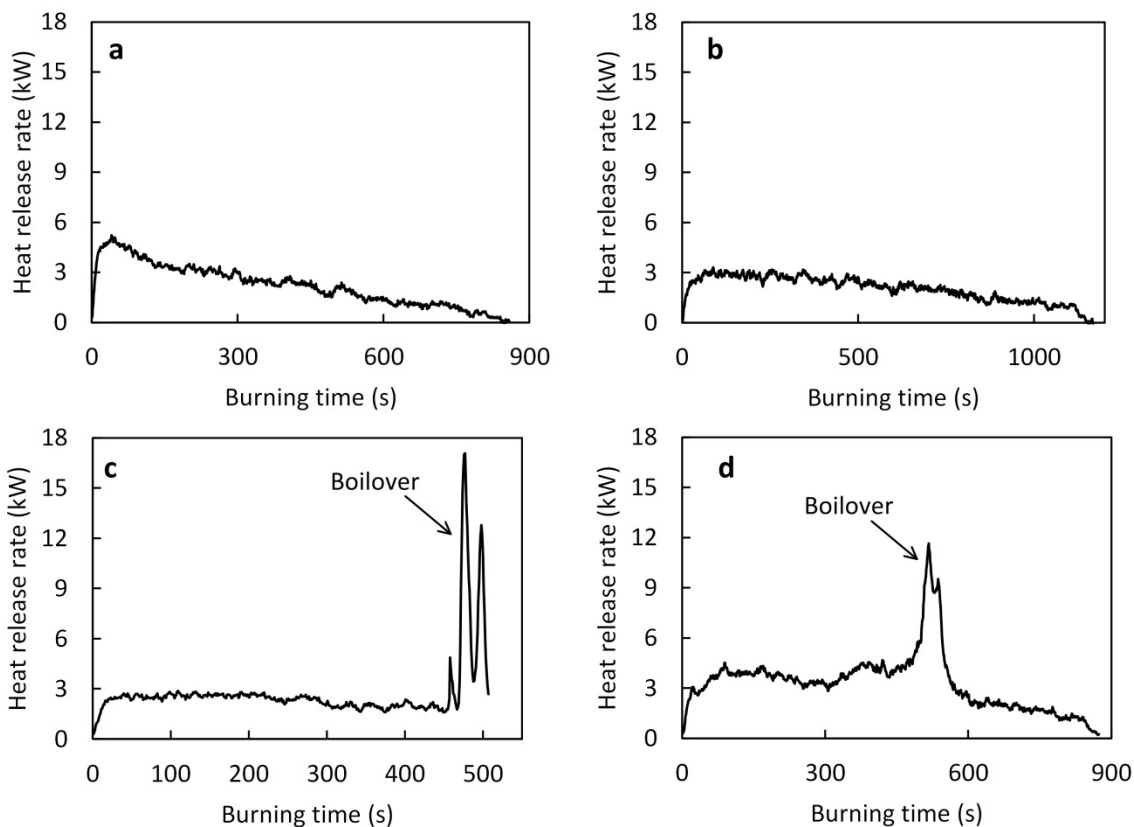 a
Heat release rate (kW)
18
15
12
9
6
3
0
0 300 600 900
Burning time (s)
b
Heat release rate (kW)
18
15
12
9
6
3
0
0 500 1000
Burning time (s)
c
Boilover
Heat release rate (kW)
18
15
12
9
6
3
0
0 100 200 300 400 500
Burning time (s)
d
Boilover
Heat release rate (kW)
18
15
12
9
6
3
0
0 300 600 900
Burning time (s)